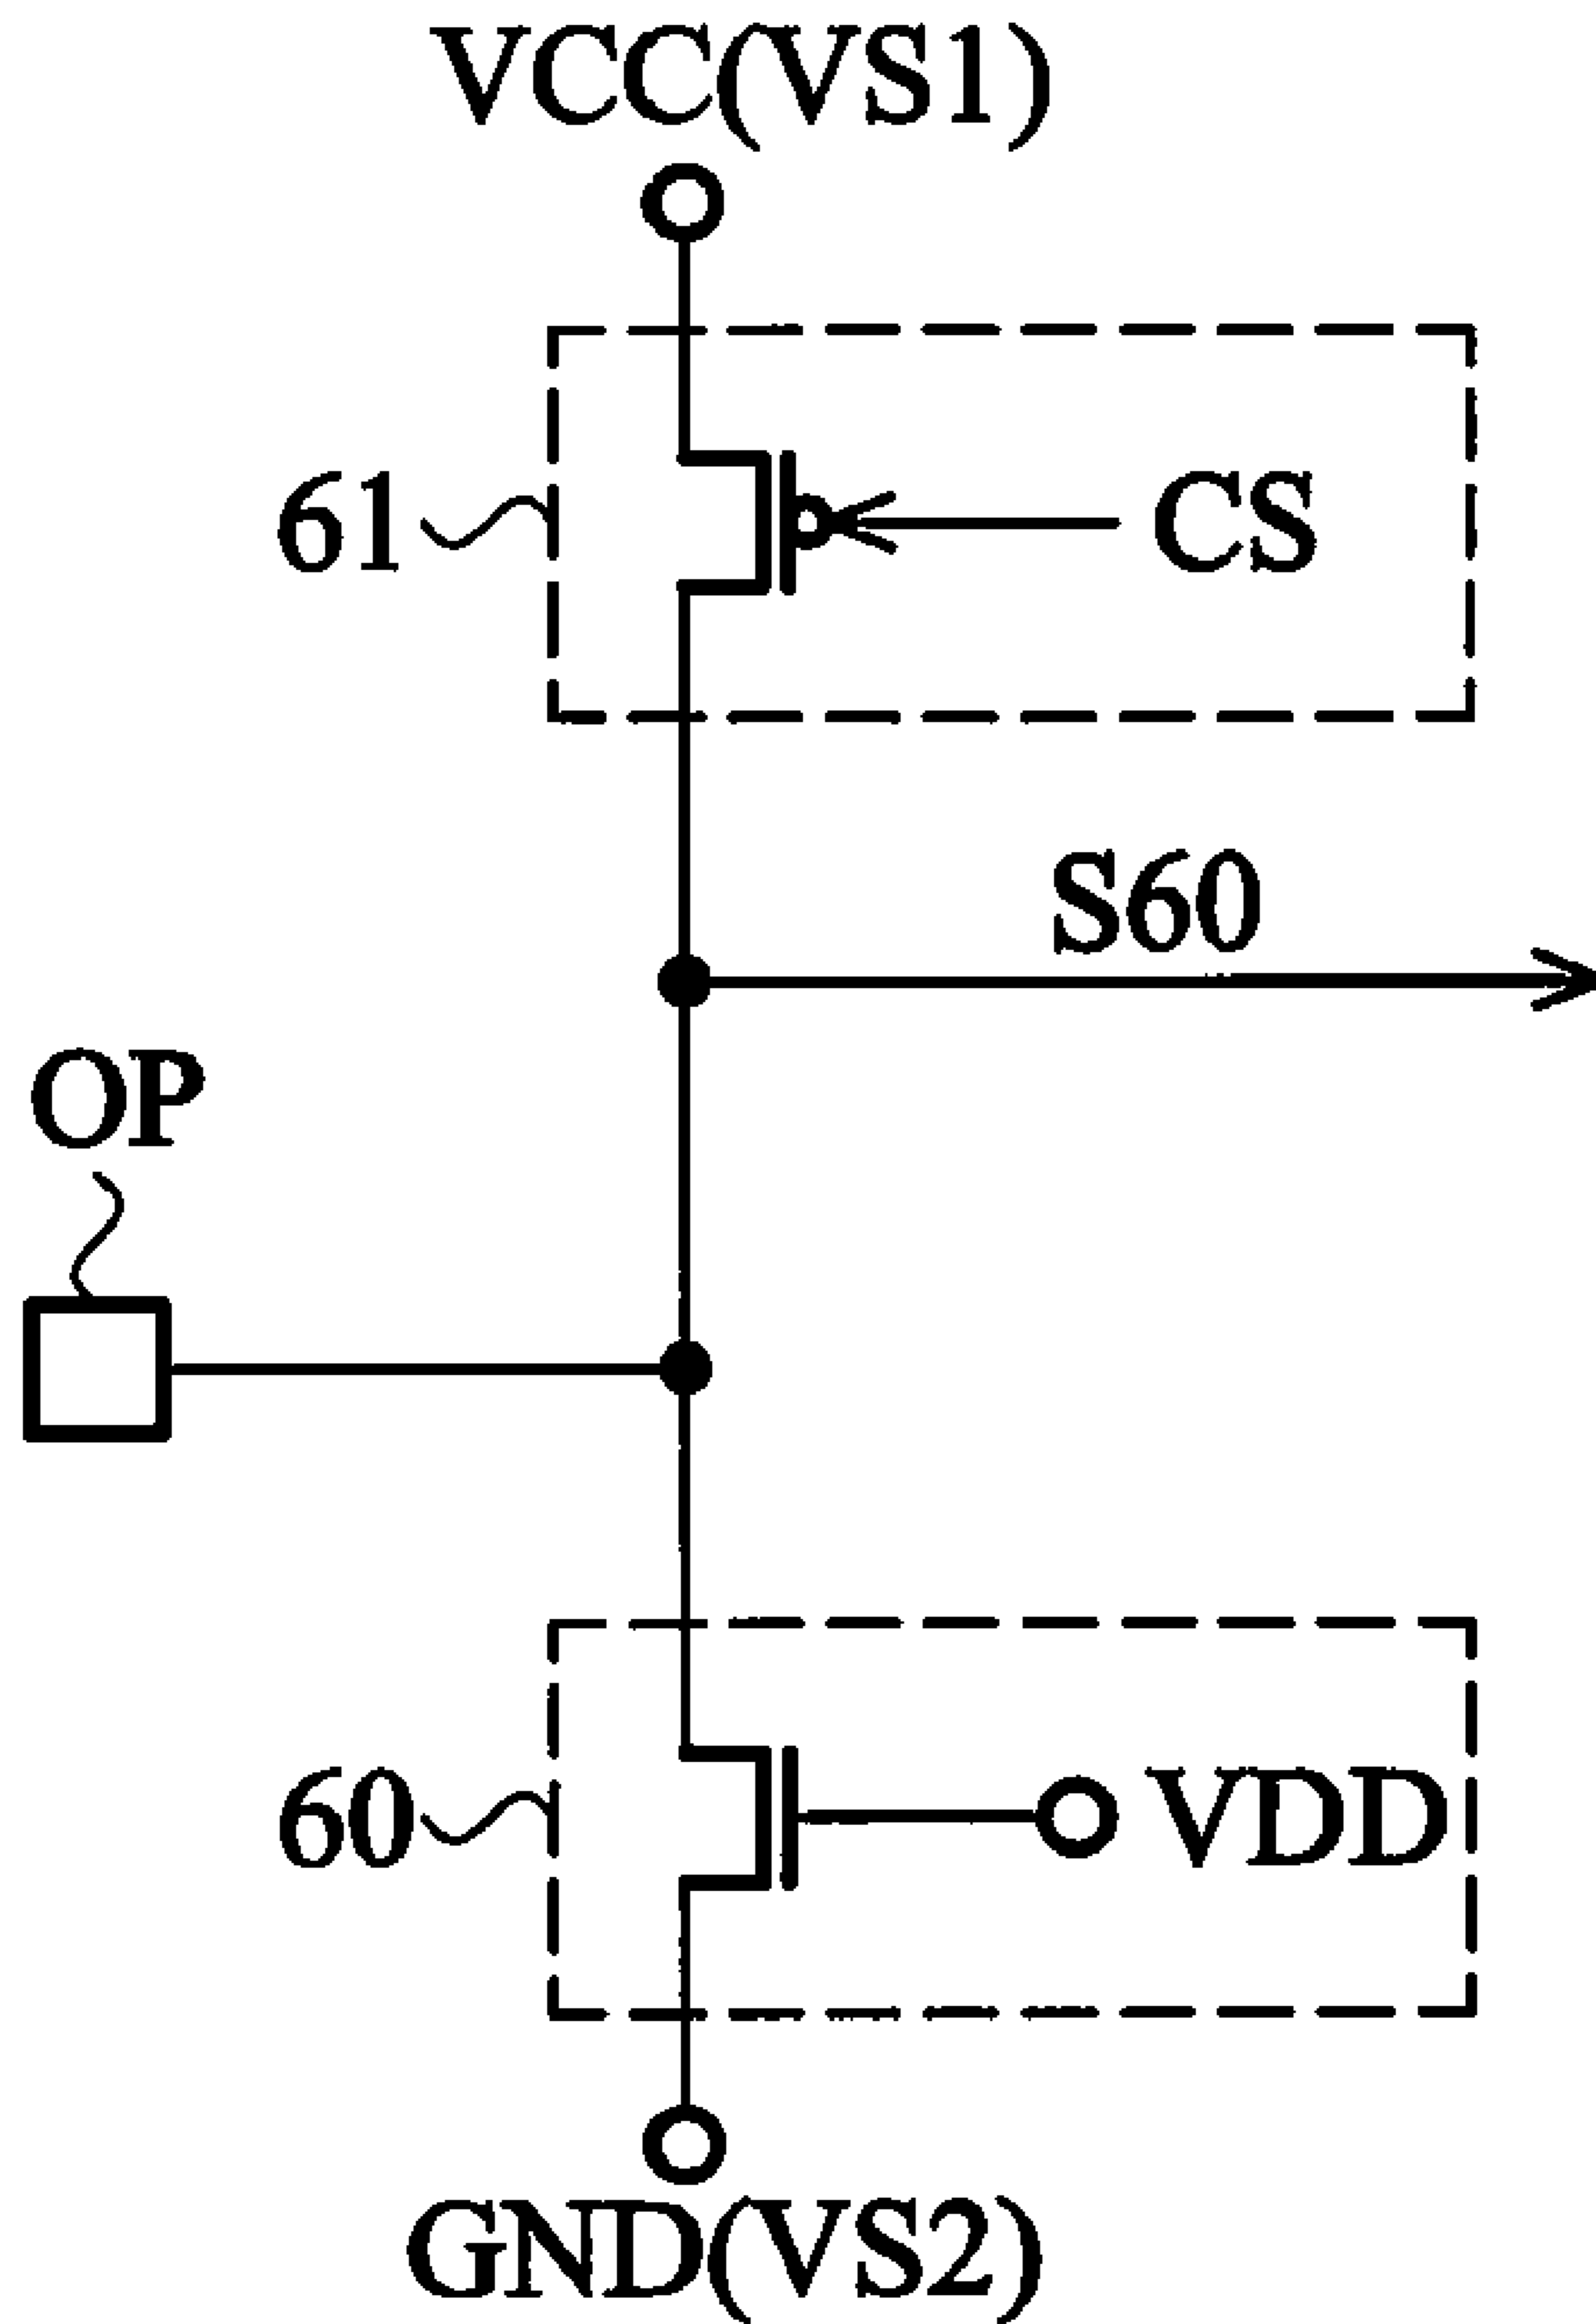 VCC(VS1)
61
CS
S60
OP
60
VDD
GND(VS2)